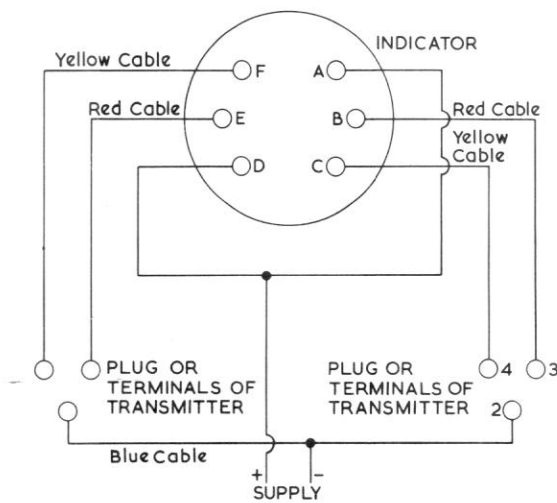 INDICATOR
Yellow Cable
F
A
Red Cable
E
B
Red Cable
Yellow
Cable
D
C
PLUG OR
TERMINALS OF
TRANSMITTER
PLUG OR
TERMINALS OF
TRANSMITTER
4
3
2
Blue Cable
+
-
SUPPLY